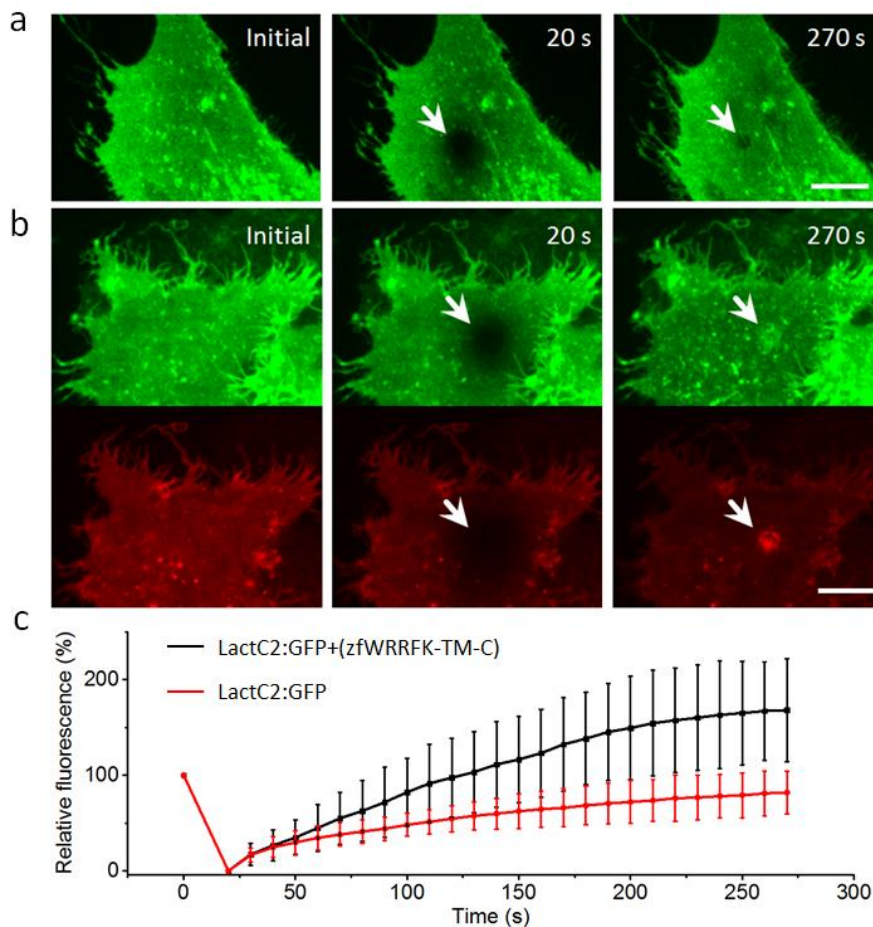 a
Initial
20 s
270 s
b
Initial
20 s
270 s
c
LactC2:GFP+(zfWRRFK-TM-C)
LactC2:GFP
Relative fluorescence (%)
200
100
0
0
50
100
150
200
250
300
Time (s)